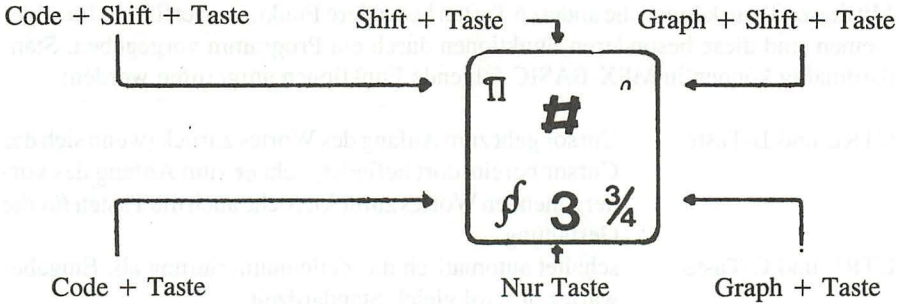 Code + Shift + Taste
Shift + Taste
Graph + Shift + Taste
¶
#
∮ 3 ¾
Code + Taste
Nur Taste
Graph + Taste